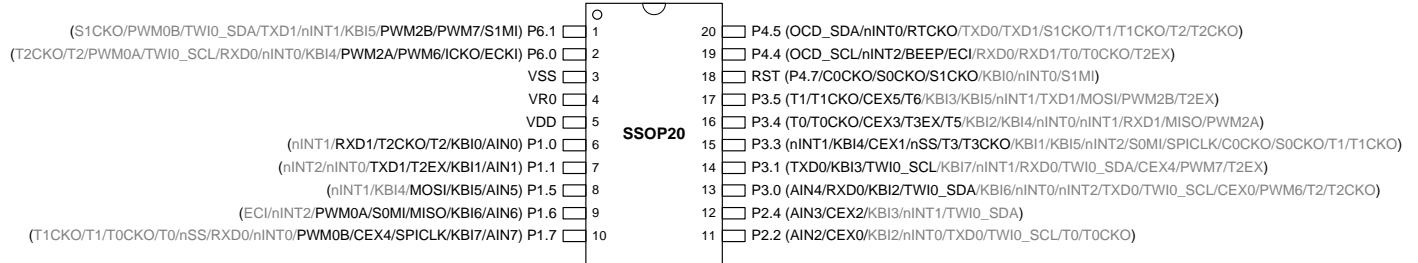 (S1CKO/PWM0B/TWI0_SDA/TXD1/nINT1/KBI5/PWM2B/PWM7/S1MI) P6.1 1
(T2CKO/T2/PWM0A/TWI0_SCL/RXD0/nINT0/KBI4/PWM2A/PWM6/ICKO/ECKI) P6.0 2
VSS 3
VR0 4
VDD 5
(nINT1/RXD1/T2CKO/T2/KBI0/AIN0) P1.0 6
(nINT2/nINT0/TXD1/T2EX/KBI1/AIN1) P1.1 7
(nINT1/KBI4/MOSI/KBI5/AIN5) P1.5 8
(ECI/nINT2/PWM0A/S0MI/MISO/KBI6/AIN6) P1.6 9
(T1CKO/T1/T0CKO/T0/nSS/RXD0/nINT0/PWM0B/CEX4/SPICLK/KBI7/AIN7) P1.7 10
SSOP20
20 P4.5 (OCD_SDA/nINT0/RTCKO/TXD0/TXD1/S1CKO/T1/T1CKO/T2/T2CKO)
19 P4.4 (OCD_SCL/nINT2/BEEP/ECI/RXD0/RXD1/T0/T0CKO/T2EX)
18 RST (P4.7/C0CKO/S0CKO/S1CKO/KBI0/nINT0/S1MI)
17 P3.5 (T1/T1CKO/CEX5/T6/KBI3/KBI5/nINT1/TXD1/MOSI/PWM2B/T2EX)
16 P3.4 (T0/T0CKO/CEX3/T3EX/T5/KBI2/KBI4/nINT0/nINT1/RXD1/MISO/PWM2A)
15 P3.3 (nINT1/KBI4/CEX1/nSS/T3/T3CKO/KBI1/KBI5/nINT2/S0MI/SPICLK/C0CKO/S0CKO/T1/T1CKO)
14 P3.1 (TXD0/KBI3/TWI0_SCL/KBI7/nINT1/RXD0/TWI0_SDA/CEX4/PWM7/T2EX)
13 P3.0 (AIN4/RXD0/KBI2/TWI0_SDA/KBI6/nINT0/nINT2/TXD0/TWI0_SCL/CEX0/PWM6/T2/T2CKO)
12 P2.4 (AIN3/CEX2/KBI3/nINT1/TWI0_SDA)
11 P2.2 (AIN2/CEX0/KBI2/nINT0/TXD0/TWI0_SCL/T0/T0CKO)